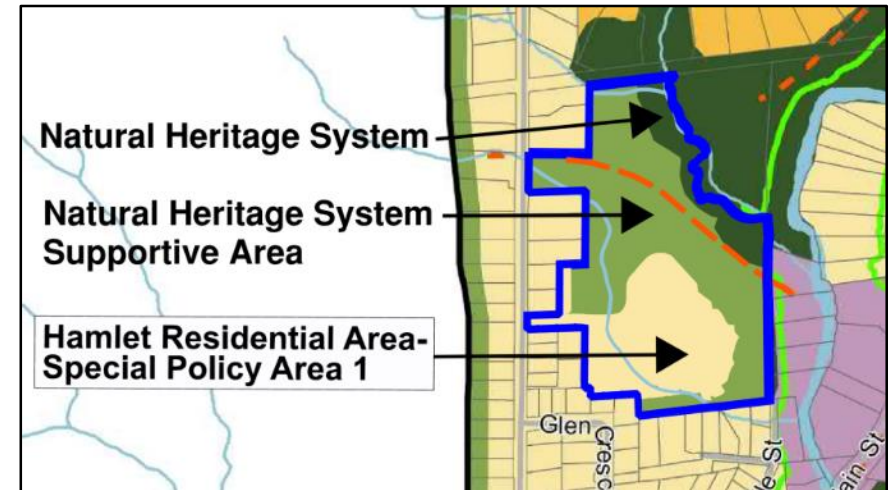 Natural Heritage System
Natural Heritage System
Supportive Area
Hamlet Residential Area-
Special Policy Area 1
Glen
Cresc
St
St